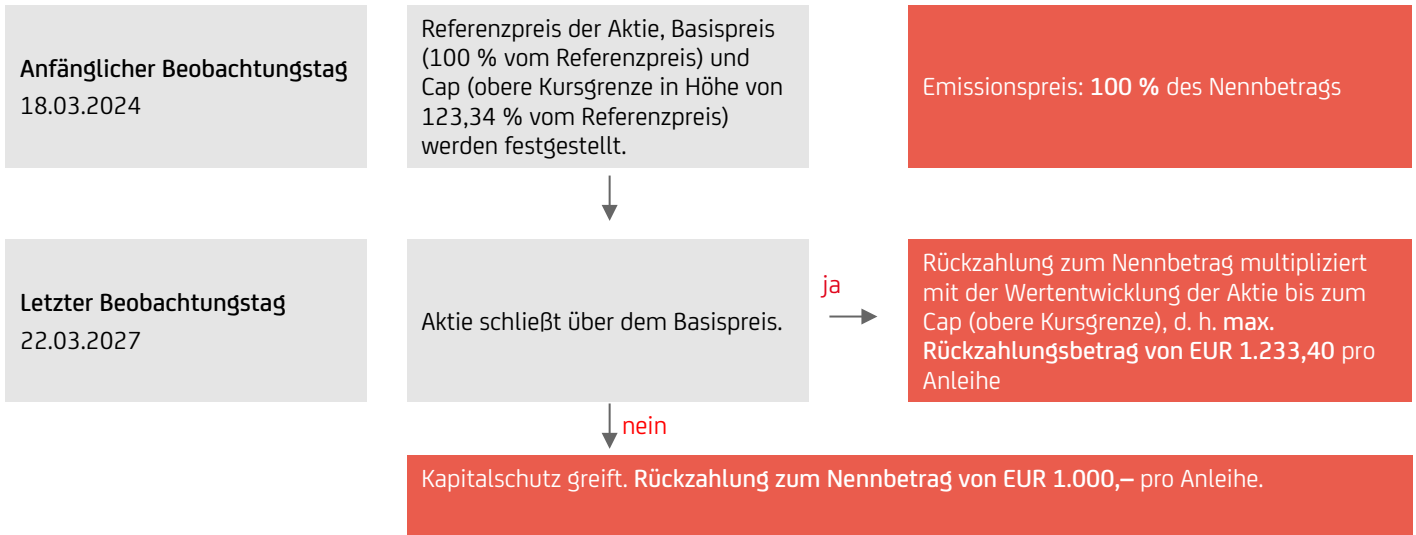 Anfänglicher Beobachtungstag
18.03.2024
Referenzpreis der Aktie, Basispreis
(100 % vom Referenzpreis) und
Cap (obere Kursgrenze in Höhe von
123,34 % vom Referenzpreis)
werden festgestellt.
Emissionspreis: 100 % des Nennbetrags
Letzter Beobachtungstag
22.03.2027
Aktie schließt über dem Basispreis.
ja
Rückzahlung zum Nennbetrag multipliziert
mit der Wertentwicklung der Aktie bis zum
Cap (obere Kursgrenze), d. h. max.
Rückzahlungsbetrag von EUR 1.233,40 pro
Anleihe
nein
Kapitalschutz greift. Rückzahlung zum Nennbetrag von EUR 1.000,– pro Anleihe.